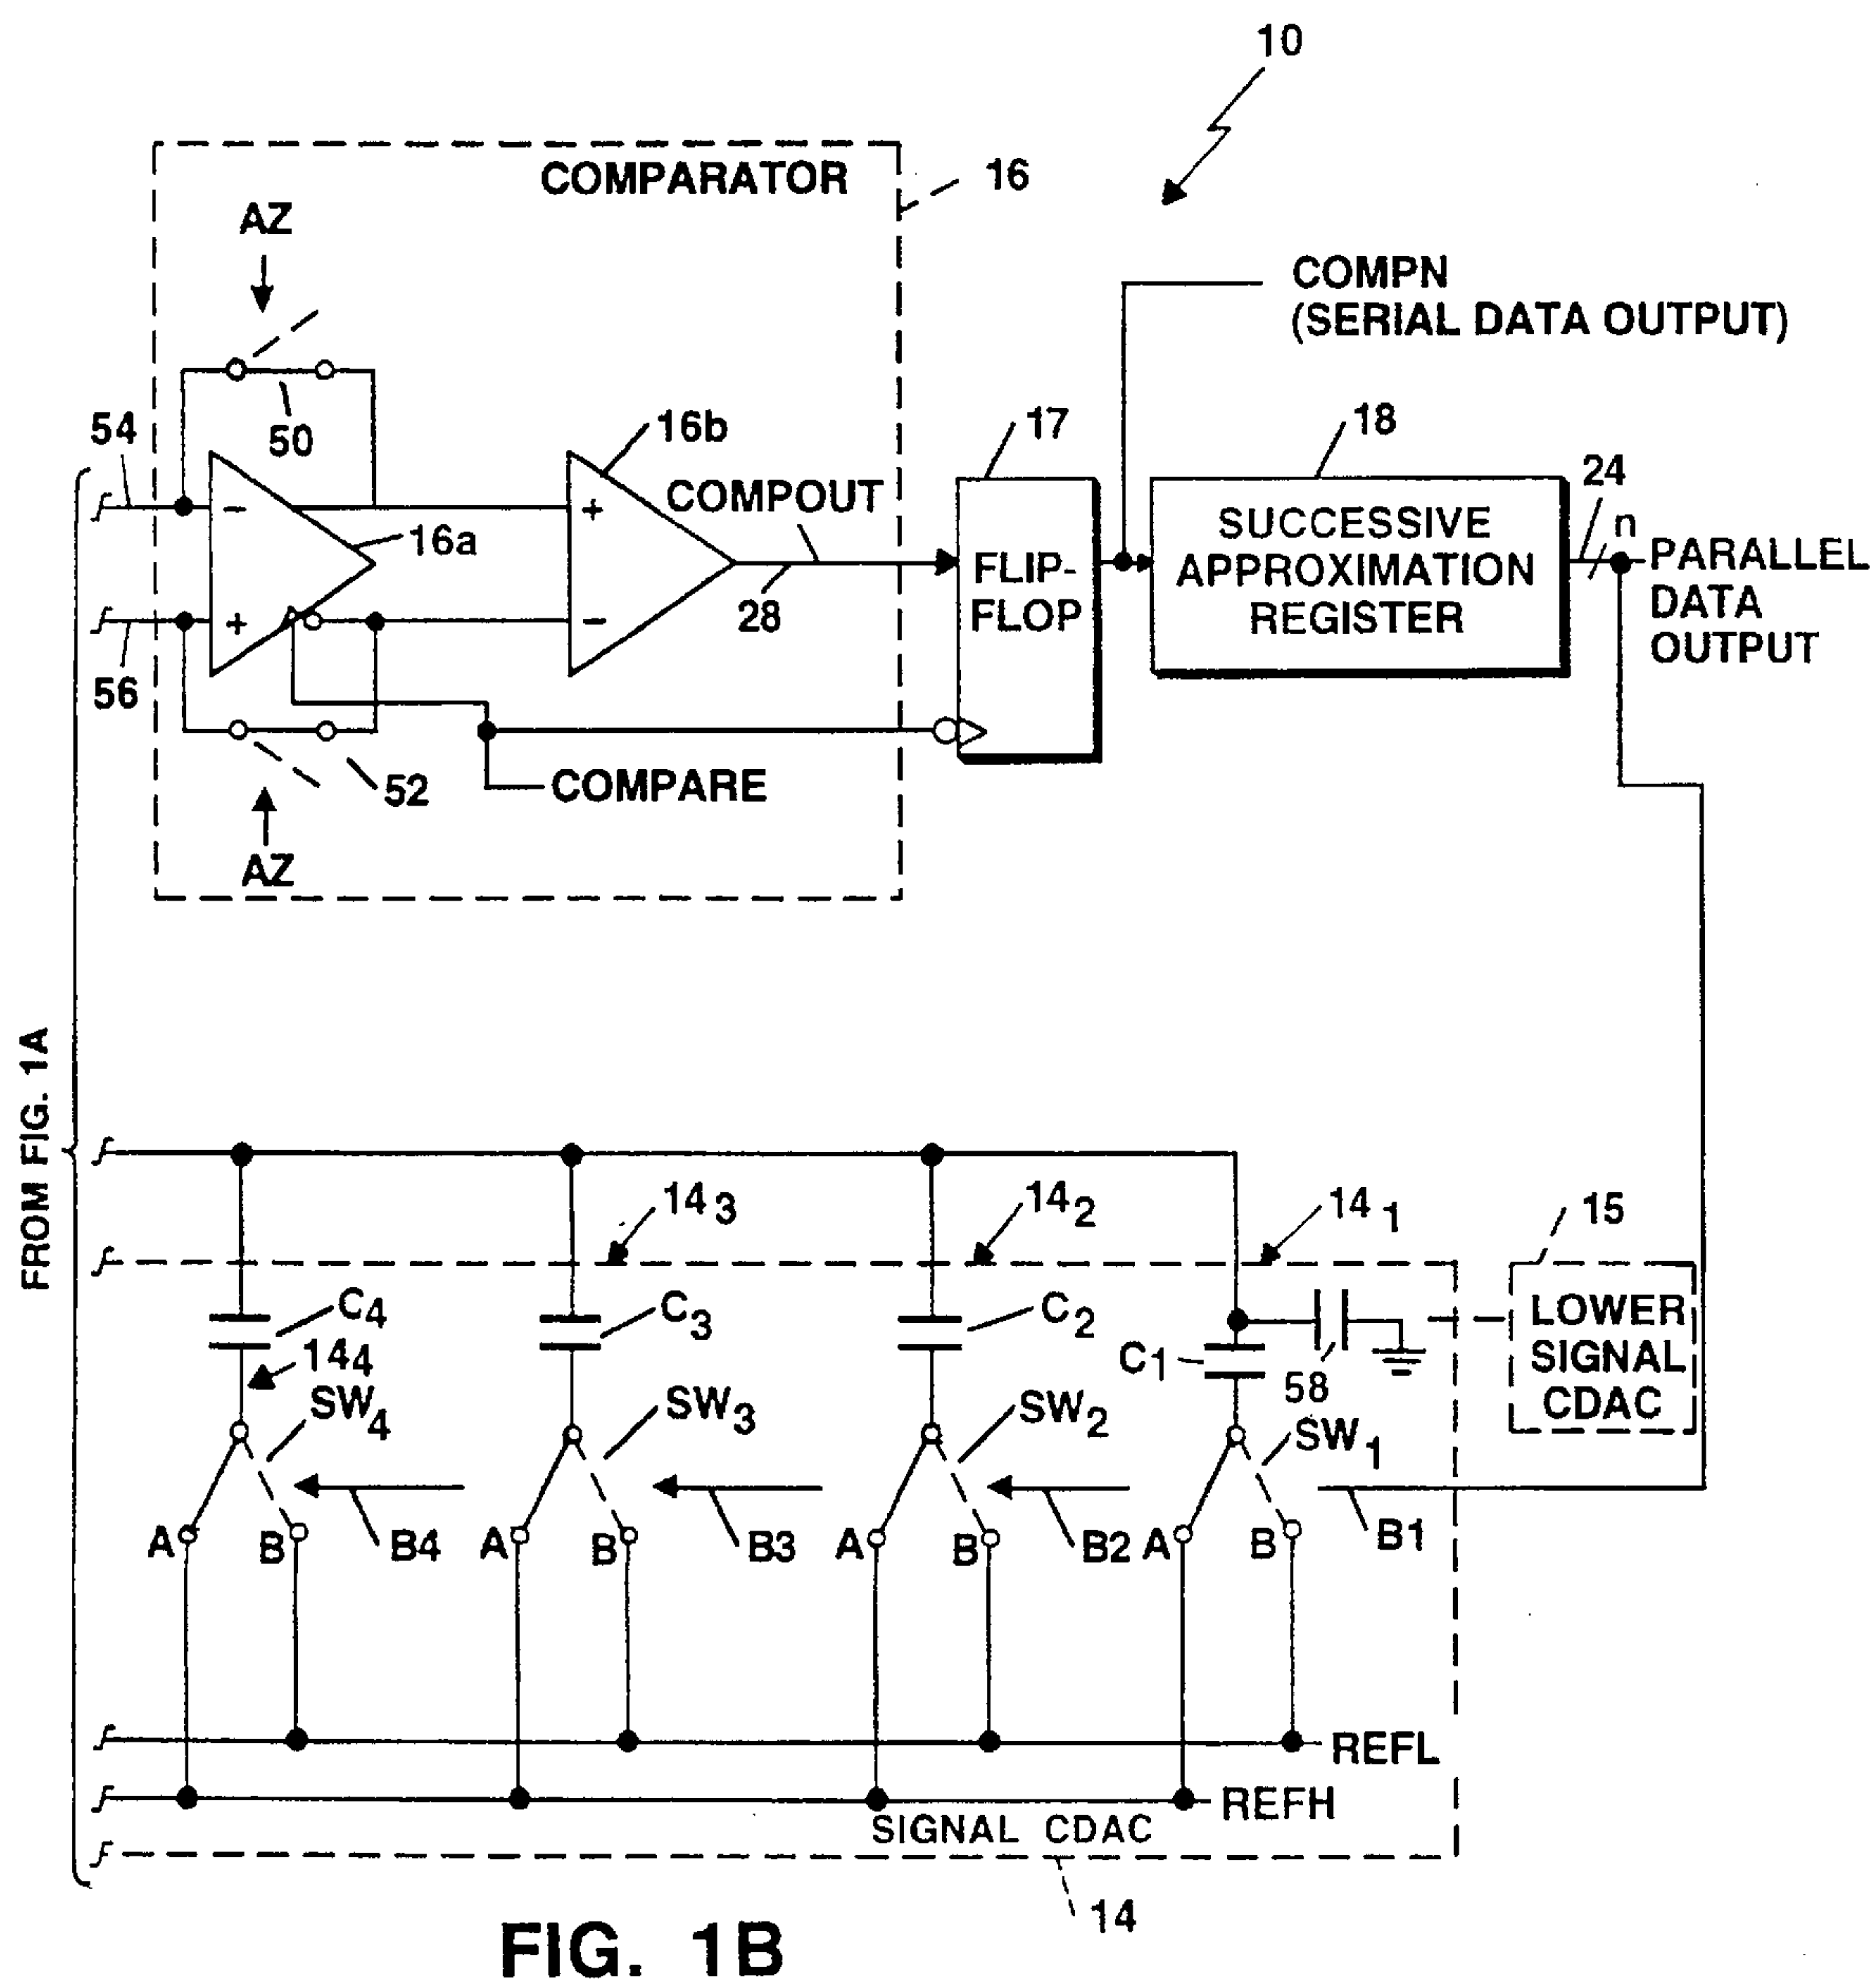 10
COMPARATOR
16
AZ
COMPN
(SERIAL DATA OUTPUT)
50
54
16b
17
18
24
n
COMPOUT
−
+
16a
SUCCESSIVE
APPROXIMATION
REGISTER
FLIP-
FLOP
PARALLEL
DATA
OUTPUT
28
+
−
56
52
COMPARE
AZ
FROM FIG. 1A
14 3
14 2
14 1
15
C4
C3
C2
C1
58
LOWER
SIGNAL
CDAC
14 4
SW4
SW3
SW2
SW1
A
B
B4
A
B
B3
A
B
B2
A
B
B1
REFL
REFH
SIGNAL CDAC
14
FIG. 1B